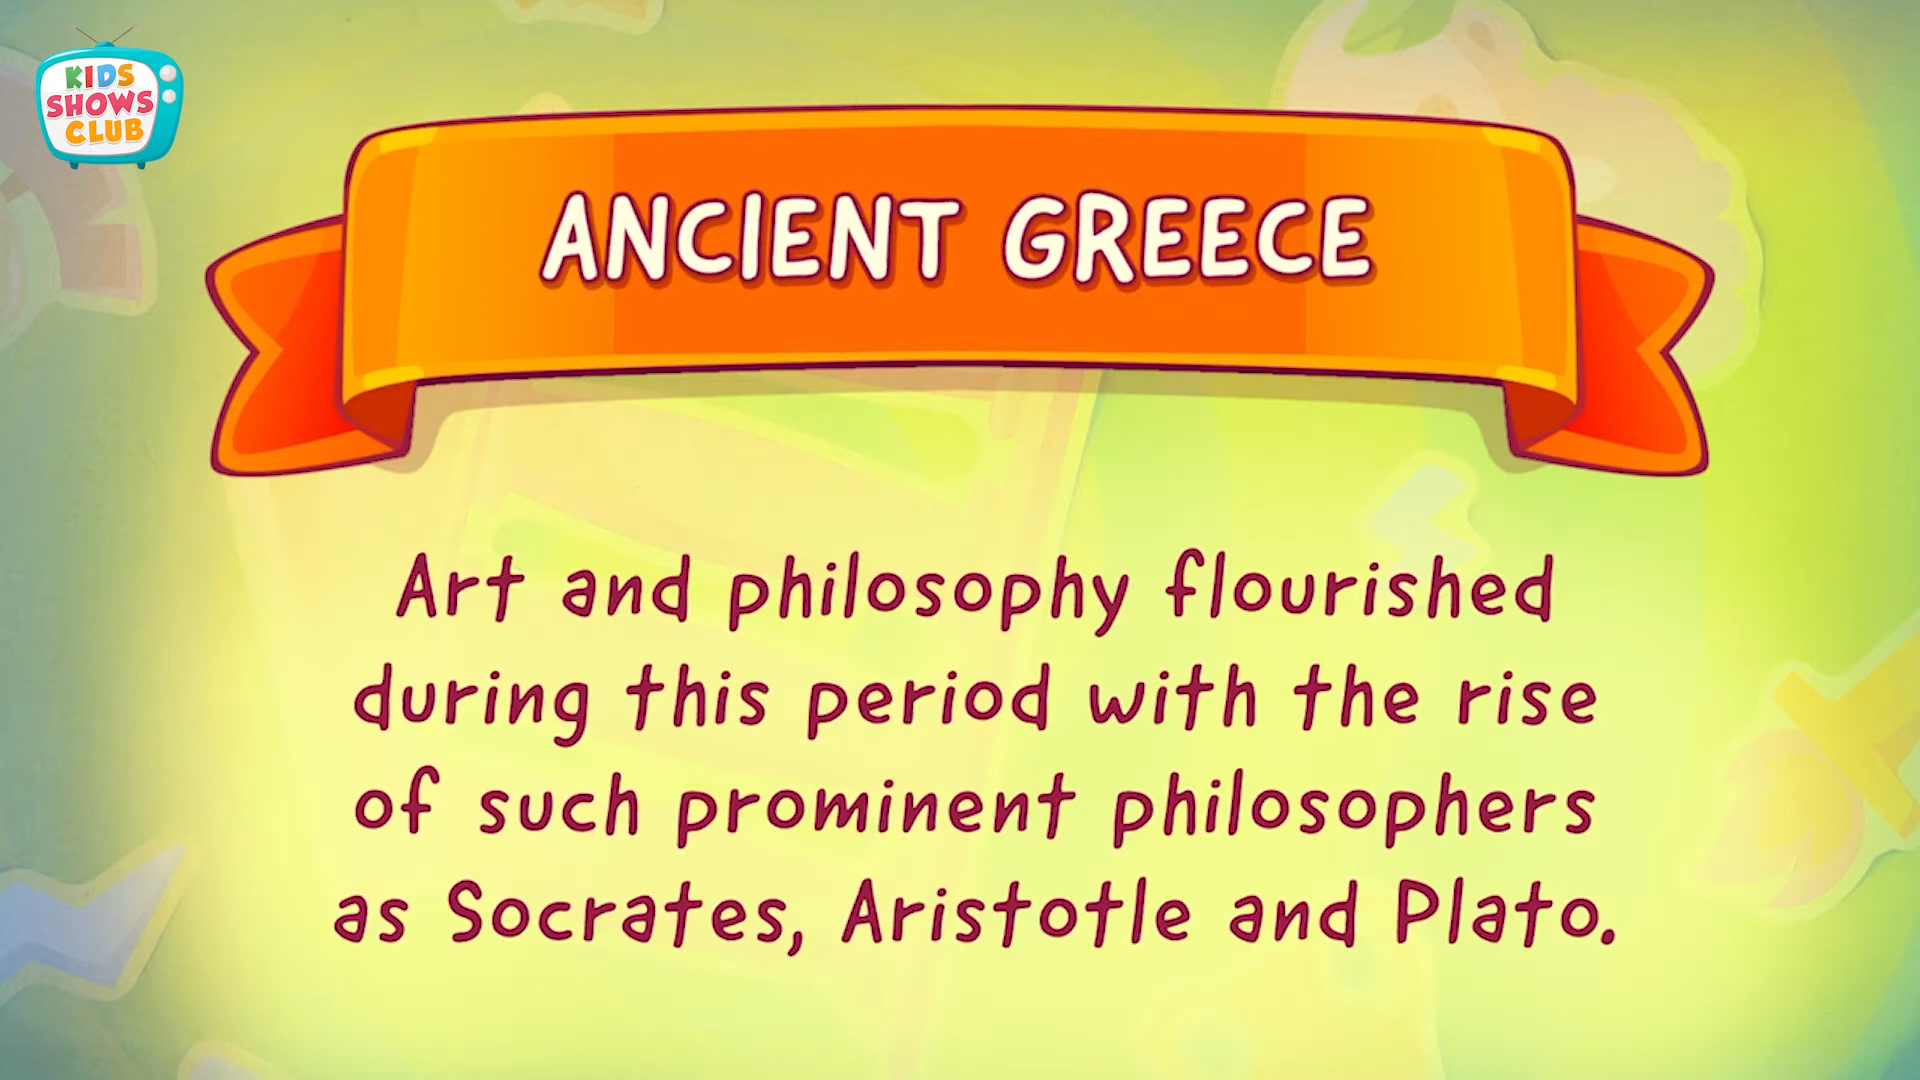 KIDS
SHOWS
CLUB
ANCIENT GREECE
Art and philosophy flourished
during this period with the rise
of such prominent philosophers
as Socrates, Aristotle and Plato.